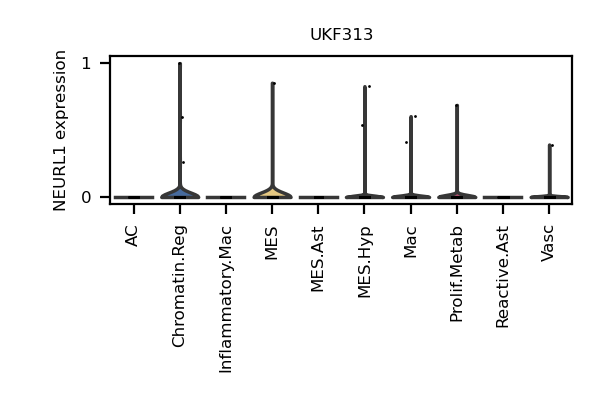 UKF313
NEURL1 expression
1
0
AC
Chromatin.Reg
Inflammatory.Mac
MES
MES.Ast
MES.Hyp
Mac
Prolif.Metab
Reactive.Ast
Vasc